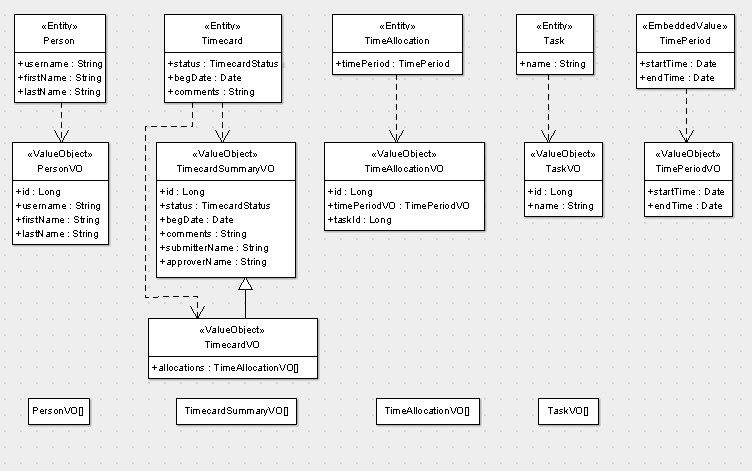 «Entity»
Person
+username : String
+firstName : String
+lastName : String
«Entity»
Timecard
+status : TimecardStatus
+begDate : Date
+comments : String
«Entity»
TimeAllocation
+timePeriod : TimePeriod
«Entity»
Task
+name : String
«EmbeddedValue»
TimePeriod
+startTime : Date
+endTime : Date
«ValueObject»
PersonVO
+id : Long
+username : String
+firstName : String
+lastName : String
«ValueObject»
TimecardSummaryVO
+id : Long
+status : TimecardStatus
+begDate : Date
+comments : String
+submitterName : String
+approverName : String
«ValueObject»
TimeAllocationVO
+id : Long
+timePeriodVO : TimePeriodVO
+taskId : Long
«ValueObject»
TaskVO
+id : Long
+name : String
«ValueObject»
TimePeriodVO
+startTime : Date
+endTime : Date
«ValueObject»
TimecardVO
+allocations : TimeAllocationVO[]
PersonVO[]
TimecardSummaryVO[]
TimeAllocationVO[]
TaskVO[]